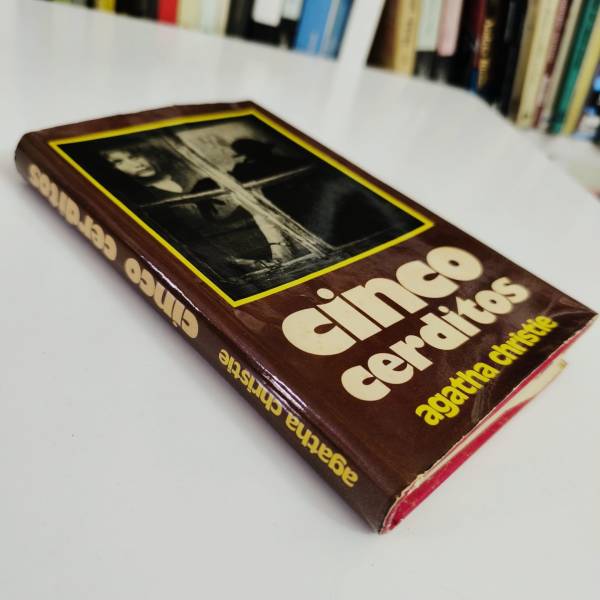 cinco
cerditos
agatha christie
cinco cerditos
agatha christie